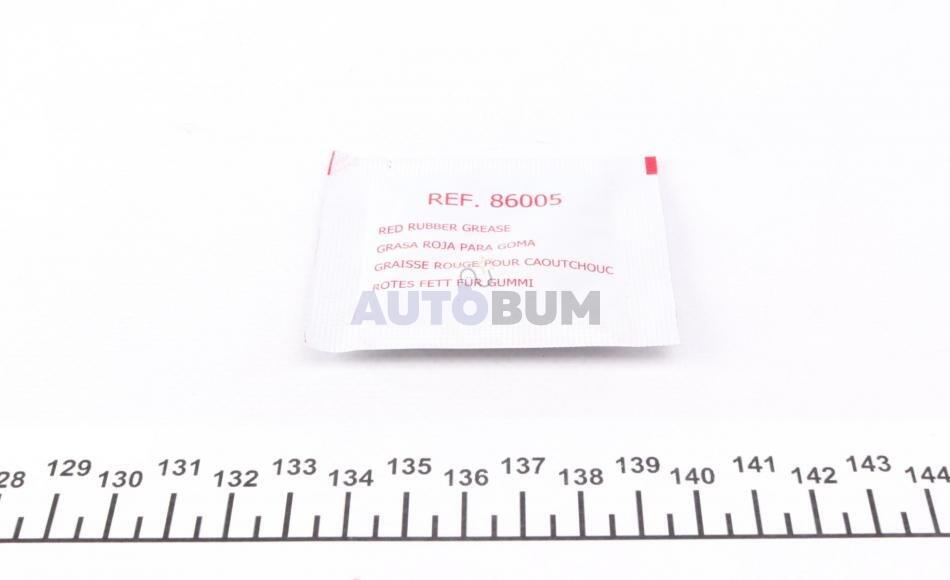 REF. 86005
RED RUBBER GREASE
GRASA ROJA PARA GOMA
GRAISSE ROUGE POUR CAOUTCHOUC
ROTES FETT FÜR GUMMI
AUTOBUM
28 129 130 131 132 133 134 135 136 137 138 139 140 141 142 143 144